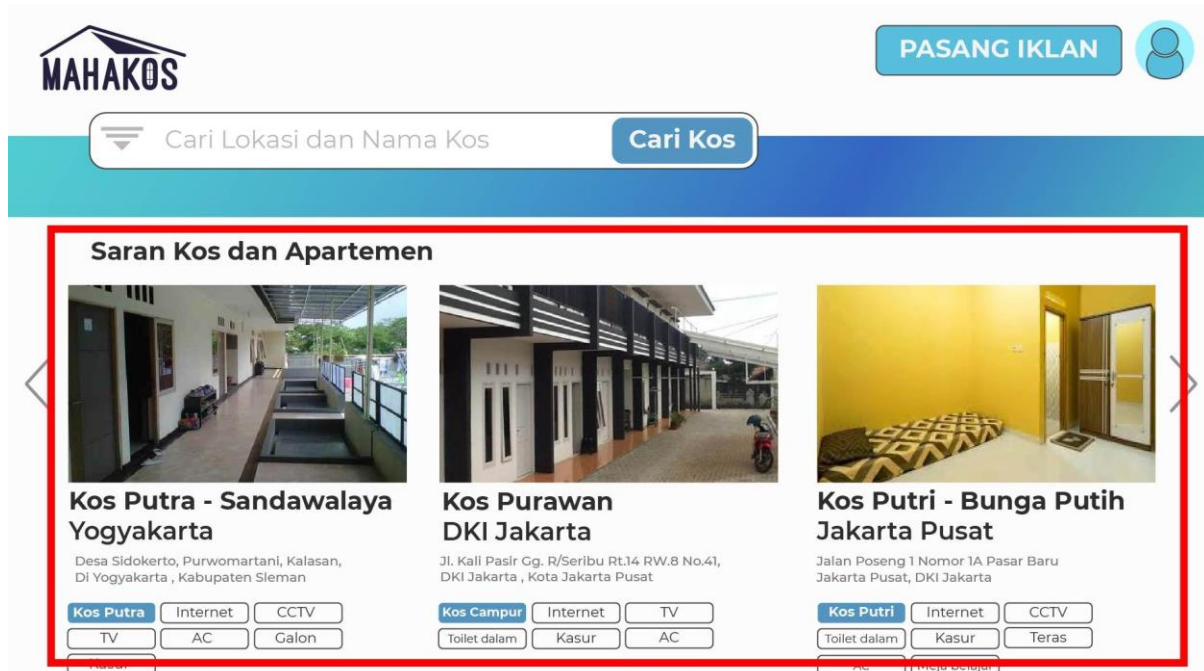 MAHAKOS
PASANG IKLAN
Cari Lokasi dan Nama Kos
Cari Kos
Saran Kos dan Apartemen
Kos Putra - Sandawalaya
Yogyakarta
Desa Sidokerto, Purwomartani, Kalasan,
Di Yogyakarta , Kabupaten Sleman
Kos Putra Internet CCTV
TV AC Galon
Kasur
Kos Purawan
DKI Jakarta
Jl. Kali Pasir Gg. R/Seribu Rt.14 RW.8 No.41,
DKI Jakarta , Kota Jakarta Pusat
Kos Campur Internet TV
Toilet dalam Kasur AC
Kos Putri - Bunga Putih
Jakarta Pusat
Jalan Poseng 1 Nomor 1A Pasar Baru
Jakarta Pusat, DKI Jakarta
Kos Putri Internet CCTV
Toilet dalam Kasur Teras
AC Meja belajar